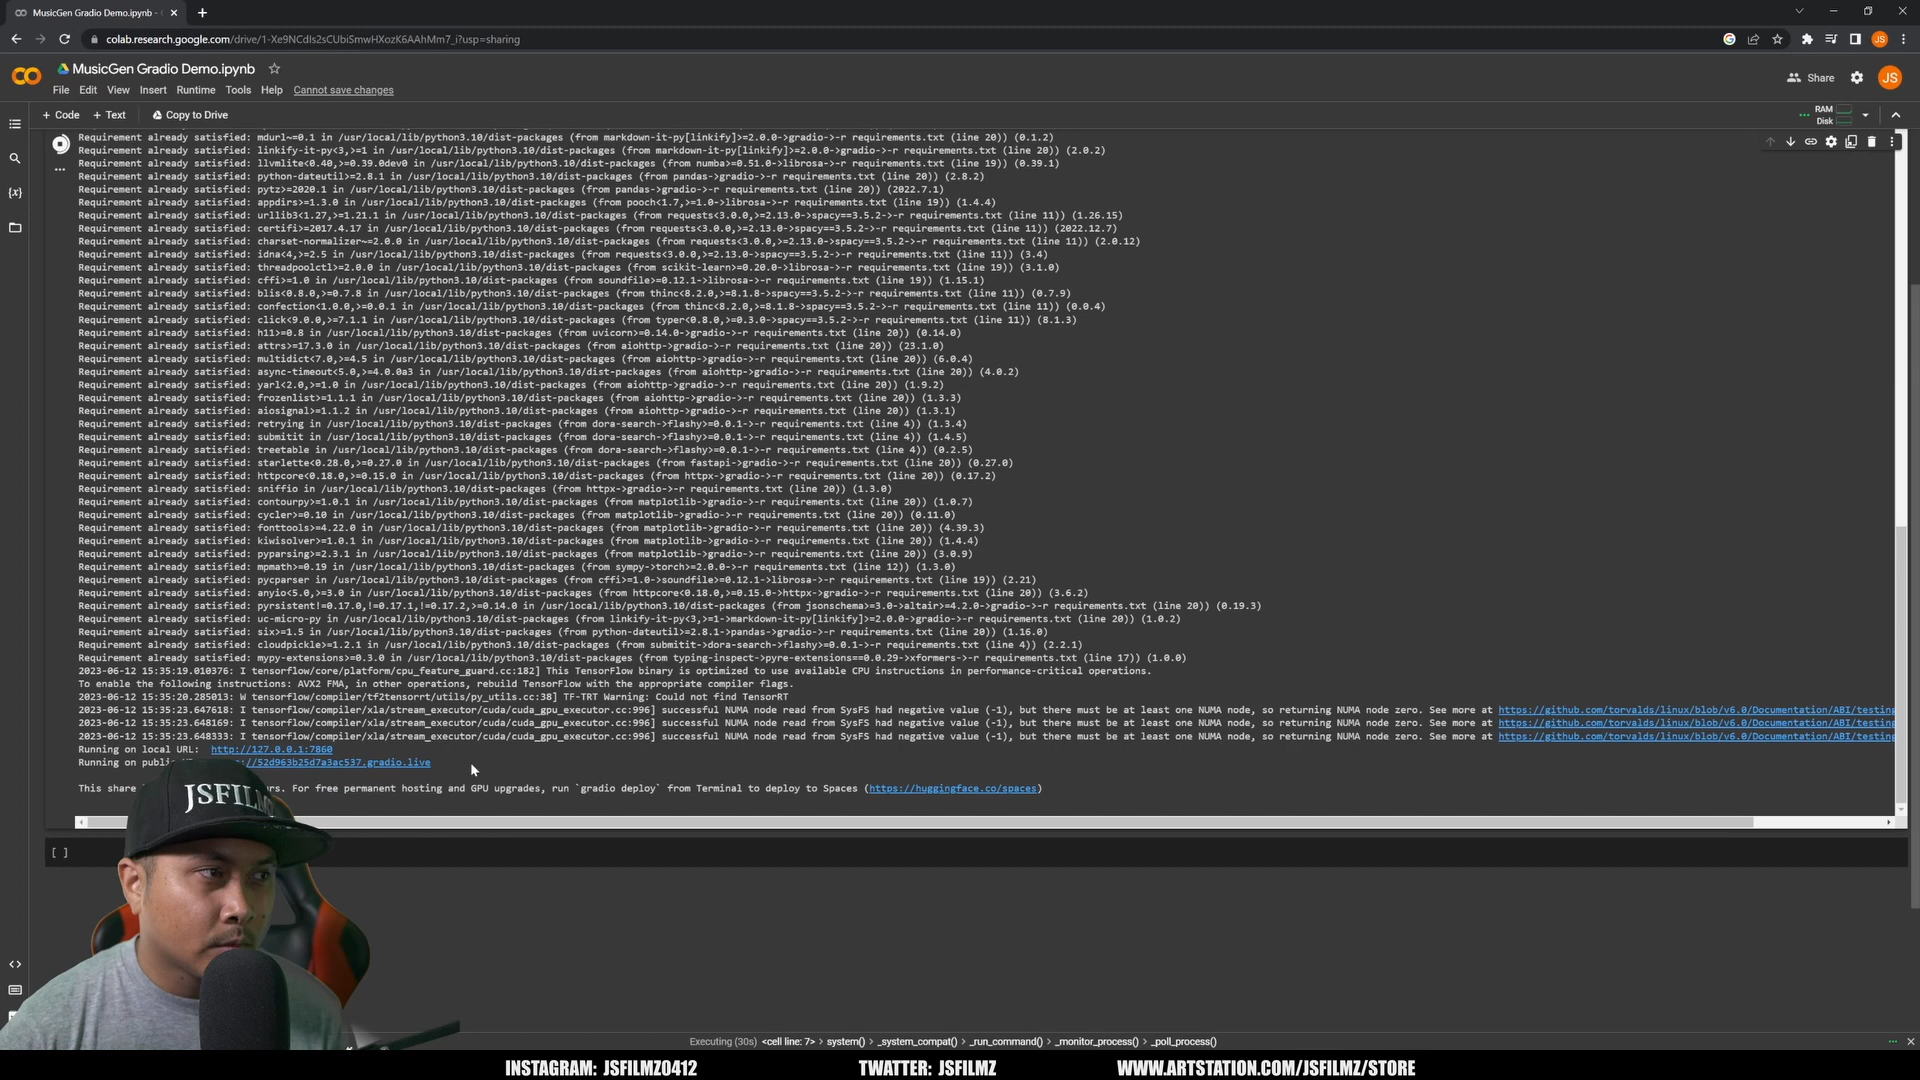 MusicGen Gradio Demo.ipynb -
colab.research.google.com/drive/1-Xe9NCdIs2sCUbiSmwHXozK6AAhMm7_i?usp=sharing
JS
MusicGen Gradio Demo.ipynb
File Edit View Insert Runtime Tools Help Cannot save changes
Share
JS
+ Code + Text Copy to Drive
RAM
Disk
Requirement already satisfied: mdurl~=0.1 in /usr/local/lib/python3.10/dist-packages (from markdown-it-py[linkify]>=2.0.0->gradio->-r requirements.txt (line 20)) (0.1.2)
Requirement already satisfied: linkify-it-py<3,>=1 in /usr/local/lib/python3.10/dist-packages (from markdown-it-py[linkify]>=2.0.0->gradio->-r requirements.txt (line 20)) (2.0.2)
Requirement already satisfied: llvmlite<0.40,>=0.39.0dev0 in /usr/local/lib/python3.10/dist-packages (from numba>=0.51.0->librosa->-r requirements.txt (line 19)) (0.39.1)
Requirement already satisfied: python-dateutil>=2.8.1 in /usr/local/lib/python3.10/dist-packages (from pandas->gradio->-r requirements.txt (line 20)) (2.8.2)
Requirement already satisfied: pytz>=2020.1 in /usr/local/lib/python3.10/dist-packages (from pandas->gradio->-r requirements.txt (line 20)) (2022.7.1)
Requirement already satisfied: appdirs>=1.3.0 in /usr/local/lib/python3.10/dist-packages (from pooch<1.7,>=1.0->librosa->-r requirements.txt (line 19)) (1.4.4)
Requirement already satisfied: urllib3<1.27,>=1.21.1 in /usr/local/lib/python3.10/dist-packages (from requests<3.0.0,>=2.13.0->spacy==3.5.2->-r requirements.txt (line 11)) (1.26.15)
Requirement already satisfied: certifi>=2017.4.17 in /usr/local/lib/python3.10/dist-packages (from requests<3.0.0,>=2.13.0->spacy==3.5.2->-r requirements.txt (line 11)) (2022.12.7)
Requirement already satisfied: charset-normalizer~=2.0.0 in /usr/local/lib/python3.10/dist-packages (from requests<3.0.0,>=2.13.0->spacy==3.5.2->-r requirements.txt (line 11)) (2.0.12)
Requirement already satisfied: idna<4,>=2.5 in /usr/local/lib/python3.10/dist-packages (from requests<3.0.0,>=2.13.0->spacy==3.5.2->-r requirements.txt (line 11)) (3.4)
Requirement already satisfied: threadpoolctl>=2.0.0 in /usr/local/lib/python3.10/dist-packages (from scikit-learn>=0.20.0->librosa->-r requirements.txt (line 19)) (3.1.0)
Requirement already satisfied: cffi>=1.0 in /usr/local/lib/python3.10/dist-packages (from soundfile>=0.12.1->librosa->-r requirements.txt (line 19)) (1.15.1)
Requirement already satisfied: blis<0.8.0,>=0.7.8 in /usr/local/lib/python3.10/dist-packages (from thinc<8.2.0,>=8.1.8->spacy==3.5.2->-r requirements.txt (line 11)) (0.7.9)
Requirement already satisfied: confection<1.0.0,>=0.0.1 in /usr/local/lib/python3.10/dist-packages (from thinc<8.2.0,>=8.1.8->spacy==3.5.2->-r requirements.txt (line 11)) (0.0.4)
Requirement already satisfied: click<9.0.0,>=7.1.1 in /usr/local/lib/python3.10/dist-packages (from typer<0.8.0,>=0.3.0->spacy==3.5.2->-r requirements.txt (line 11)) (8.1.3)
Requirement already satisfied: h11>=0.8 in /usr/local/lib/python3.10/dist-packages (from uvicorn>=0.14.0->gradio->-r requirements.txt (line 20)) (0.14.0)
Requirement already satisfied: attrs>=17.3.0 in /usr/local/lib/python3.10/dist-packages (from aiohttp->gradio->-r requirements.txt (line 20)) (23.1.0)
Requirement already satisfied: multidict<7.0,>=4.5 in /usr/local/lib/python3.10/dist-packages (from aiohttp->gradio->-r requirements.txt (line 20)) (6.0.4)
Requirement already satisfied: async-timeout<5.0,>=4.0.0a3 in /usr/local/lib/python3.10/dist-packages (from aiohttp->gradio->-r requirements.txt (line 20)) (4.0.2)
Requirement already satisfied: yarl<2.0,>=1.0 in /usr/local/lib/python3.10/dist-packages (from aiohttp->gradio->-r requirements.txt (line 20)) (1.9.2)
Requirement already satisfied: frozenlist>=1.1.1 in /usr/local/lib/python3.10/dist-packages (from aiohttp->gradio->-r requirements.txt (line 20)) (1.3.3)
Requirement already satisfied: aiosignal>=1.1.2 in /usr/local/lib/python3.10/dist-packages (from aiohttp->gradio->-r requirements.txt (line 20)) (1.3.1)
Requirement already satisfied: retrying in /usr/local/lib/python3.10/dist-packages (from dora-search->flashy>=0.0.1->-r requirements.txt (line 4)) (1.3.4)
Requirement already satisfied: submitit in /usr/local/lib/python3.10/dist-packages (from dora-search->flashy>=0.0.1->-r requirements.txt (line 4)) (1.4.5)
Requirement already satisfied: treetable in /usr/local/lib/python3.10/dist-packages (from dora-search->flashy>=0.0.1->-r requirements.txt (line 4)) (0.2.5)
Requirement already satisfied: starlette<0.28.0,>=0.27.0 in /usr/local/lib/python3.10/dist-packages (from fastapi->gradio->-r requirements.txt (line 20)) (0.27.0)
Requirement already satisfied: httpcore<0.18.0,>=0.15.0 in /usr/local/lib/python3.10/dist-packages (from httpx->gradio->-r requirements.txt (line 20)) (0.17.2)
Requirement already satisfied: sniffio in /usr/local/lib/python3.10/dist-packages (from httpx->gradio->-r requirements.txt (line 20)) (1.3.0)
Requirement already satisfied: contourpy>=1.0.1 in /usr/local/lib/python3.10/dist-packages (from matplotlib->gradio->-r requirements.txt (line 20)) (1.0.7)
Requirement already satisfied: cycler>=0.10 in /usr/local/lib/python3.10/dist-packages (from matplotlib->gradio->-r requirements.txt (line 20)) (0.11.0)
Requirement already satisfied: fonttools>=4.22.0 in /usr/local/lib/python3.10/dist-packages (from matplotlib->gradio->-r requirements.txt (line 20)) (4.39.3)
Requirement already satisfied: kiwisolver>=1.0.1 in /usr/local/lib/python3.10/dist-packages (from matplotlib->gradio->-r requirements.txt (line 20)) (1.4.4)
Requirement already satisfied: pyparsing>=2.3.1 in /usr/local/lib/python3.10/dist-packages (from matplotlib->gradio->-r requirements.txt (line 20)) (3.0.9)
Requirement already satisfied: mpmath>=0.19 in /usr/local/lib/python3.10/dist-packages (from sympy->torch>=2.0.0->-r requirements.txt (line 12)) (1.3.0)
Requirement already satisfied: pycparser in /usr/local/lib/python3.10/dist-packages (from cffi>=1.0->soundfile>=0.12.1->librosa->-r requirements.txt (line 19)) (2.21)
Requirement already satisfied: anyio<5.0,>=3.0 in /usr/local/lib/python3.10/dist-packages (from httpcore<0.18.0,>=0.15.0->httpx->gradio->-r requirements.txt (line 20)) (3.6.2)
Requirement already satisfied: pyrsistent!=0.17.0,!=0.17.1,!=0.17.2,>=0.14.0 in /usr/local/lib/python3.10/dist-packages (from jsonschema>=3.0->altair>=4.2.0->gradio->-r requirements.txt (line 20)) (0.19.3)
Requirement already satisfied: uc-micro-py in /usr/local/lib/python3.10/dist-packages (from linkify-it-py<3,>=1->markdown-it-py[linkify]>=2.0.0->gradio->-r requirements.txt (line 20)) (1.0.2)
Requirement already satisfied: six>=1.5 in /usr/local/lib/python3.10/dist-packages (from python-dateutil>=2.8.1->pandas->gradio->-r requirements.txt (line 20)) (1.16.0)
Requirement already satisfied: cloudpickle>=1.2.1 in /usr/local/lib/python3.10/dist-packages (from submitit->dora-search->flashy>=0.0.1->-r requirements.txt (line 4)) (2.2.1)
Requirement already satisfied: mypy-extensions>=0.3.0 in /usr/local/lib/python3.10/dist-packages (from typing-inspect->pyre-extensions==0.0.29->xformers->-r requirements.txt (line 17)) (1.0.0)
2023-06-12 15:35:19.010376: I tensorflow/core/platform/cpu_feature_guard.cc:182] This TensorFlow binary is optimized to use available CPU instructions in performance-critical operations.
To enable the following instructions: AVX2 FMA, in other operations, rebuild TensorFlow with the appropriate compiler flags.
2023-06-12 15:35:20.285013: W tensorflow/compiler/tf2tensorrt/utils/py_utils.cc:38] TF-TRT Warning: Could not find TensorRT
2023-06-12 15:35:23.647618: I tensorflow/compiler/xla/stream_executor/cuda/cuda_gpu_executor.cc:996] successful NUMA node read from SysFS had negative value (-1), but there must be at least one NUMA node, so returning NUMA node zero. See more at https://github.com/torvalds/linux/blob/v6.0/Documentation/ABI/testing
2023-06-12 15:35:23.648169: I tensorflow/compiler/xla/stream_executor/cuda/cuda_gpu_executor.cc:996] successful NUMA node read from SysFS had negative value (-1), but there must be at least one NUMA node, so returning NUMA node zero. See more at https://github.com/torvalds/linux/blob/v6.0/Documentation/ABI/testing
2023-06-12 15:35:23.648333: I tensorflow/compiler/xla/stream_executor/cuda/cuda_gpu_executor.cc:996] successful NUMA node read from SysFS had negative value (-1), but there must be at least one NUMA node, so returning NUMA node zero. See more at https://github.com/torvalds/linux/blob/v6.0/Documentation/ABI/testing
Running on local URL: http://127.0.0.1:7860
Running on publi //52d963b25d7a3ac537.gradio.live
This share rs. For free permanent hosting and GPU upgrades, run `gradio deploy` from Terminal to deploy to Spaces (https://huggingface.co/spaces)
[ ]
JSFILMZ
Executing (30s) <cell line: 7> system() _system_compat() _run_command() _monitor_process() _poll_process()
INSTAGRAM: JSFILMZ0412 TWATTER: JSFILMZ WWW.ARTSTATION.COM/JSFILMZ/STORE